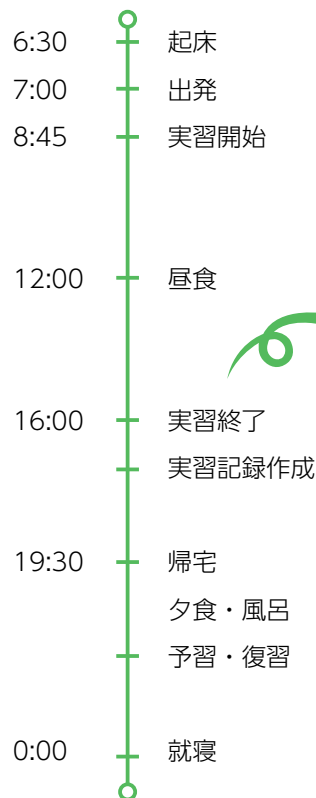 6:30 起床
7:00 出発
8:45 実習開始
12:00 昼食
16:00 実習終了
実習記録作成
19:30 帰宅
夕食・風呂
予習・復習
0:00 就寝